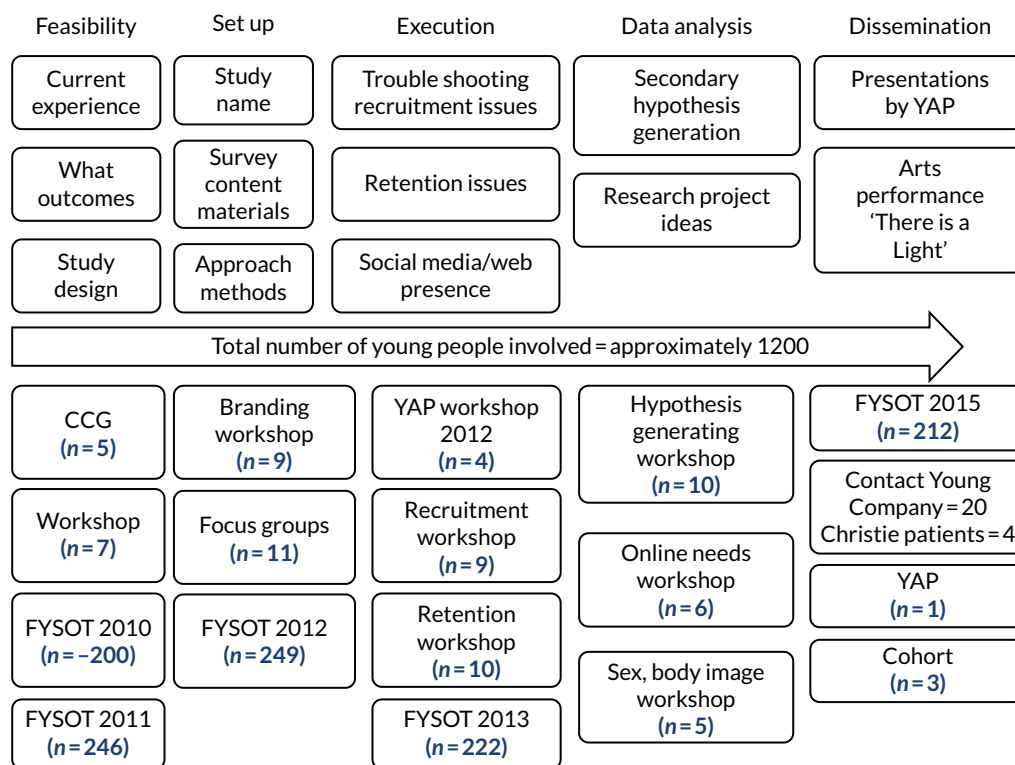 Feasibility
Current
experience
What
outcomes
Study
design
Set up
Study
name
Survey
content
materials
Approach
methods
Execution
Trouble shooting
recruitment issues
Retention issues
Social media/web
presence
Data analysis
Secondary
hypothesis
generation
Research project
ideas
Dissemination
Presentations
by YAP
Arts
performance
‘There is a
Light’
Total number of young people involved = approximately 1200
CCG
(n = 5)
Workshop
(n = 7)
FYSOT 2010
(n = –200)
FYSOT 2011
(n = 246)
Branding
workshop
(n = 9)
Focus groups
(n = 11)
FYSOT 2012
(n = 249)
YAP workshop
2012
(n = 4)
Recruitment
workshop
(n = 9)
Retention
workshop
(n = 10)
FYSOT 2013
(n = 222)
Hypothesis
generating
workshop
(n = 10)
Online needs
workshop
(n = 6)
Sex, body image
workshop
(n = 5)
FYSOT 2015
(n = 212)
Contact Young
Company = 20
Christie patients = 4
YAP
(n = 1)
Cohort
(n = 3)